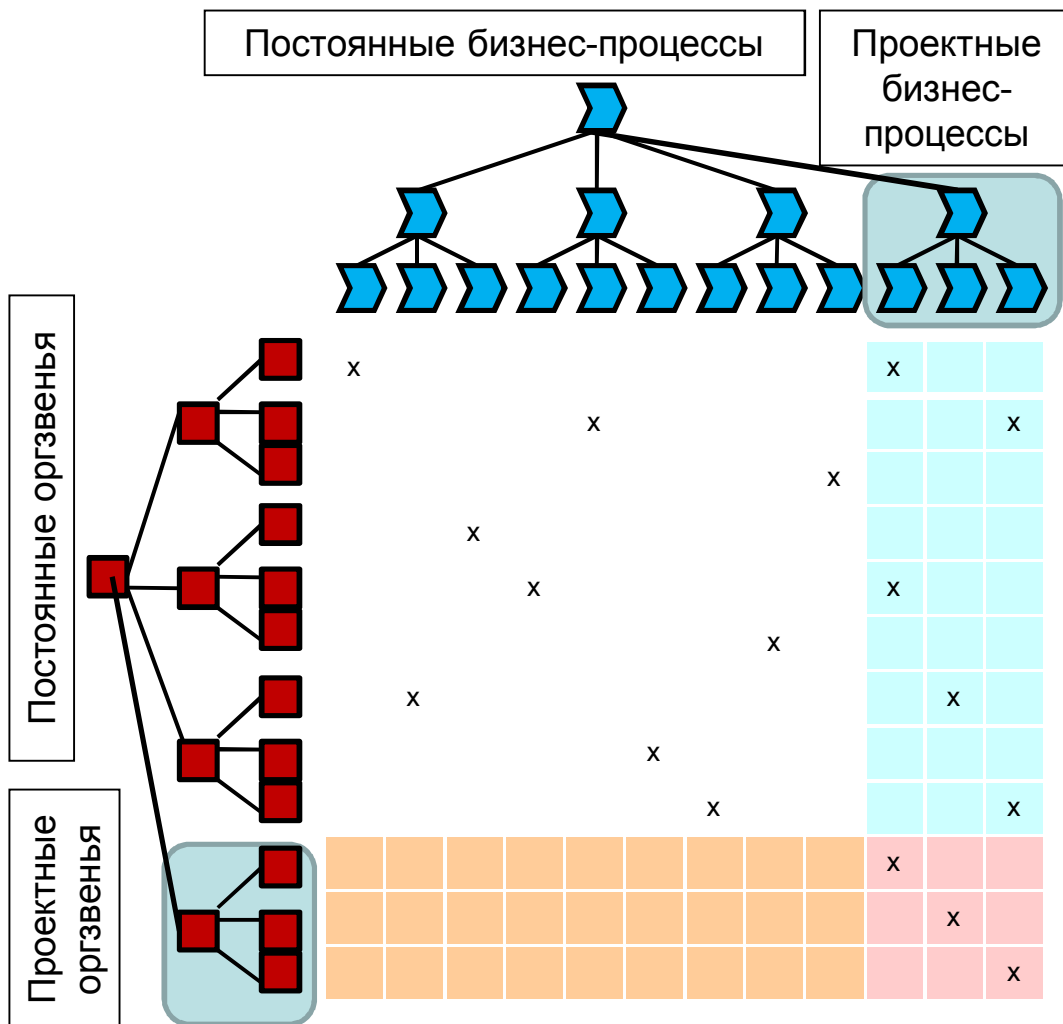 Постоянные бизнес-процессы
Проектные
бизнес-
процессы
Постоянные оргзвенья
Проектные
оргзвенья
x x
x x
x
x
x x
x
x x
x
x x
x
x
x